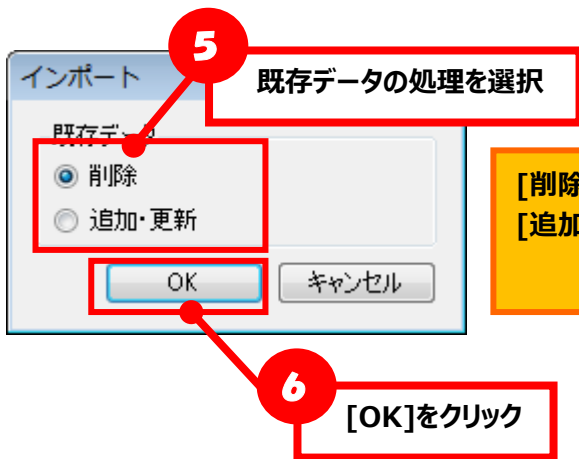 5
既存データの処理を選択
インポート
既存データ
削除
追加・更新
[削除
[追加
OK
キャンセル
6
[OK]をクリック